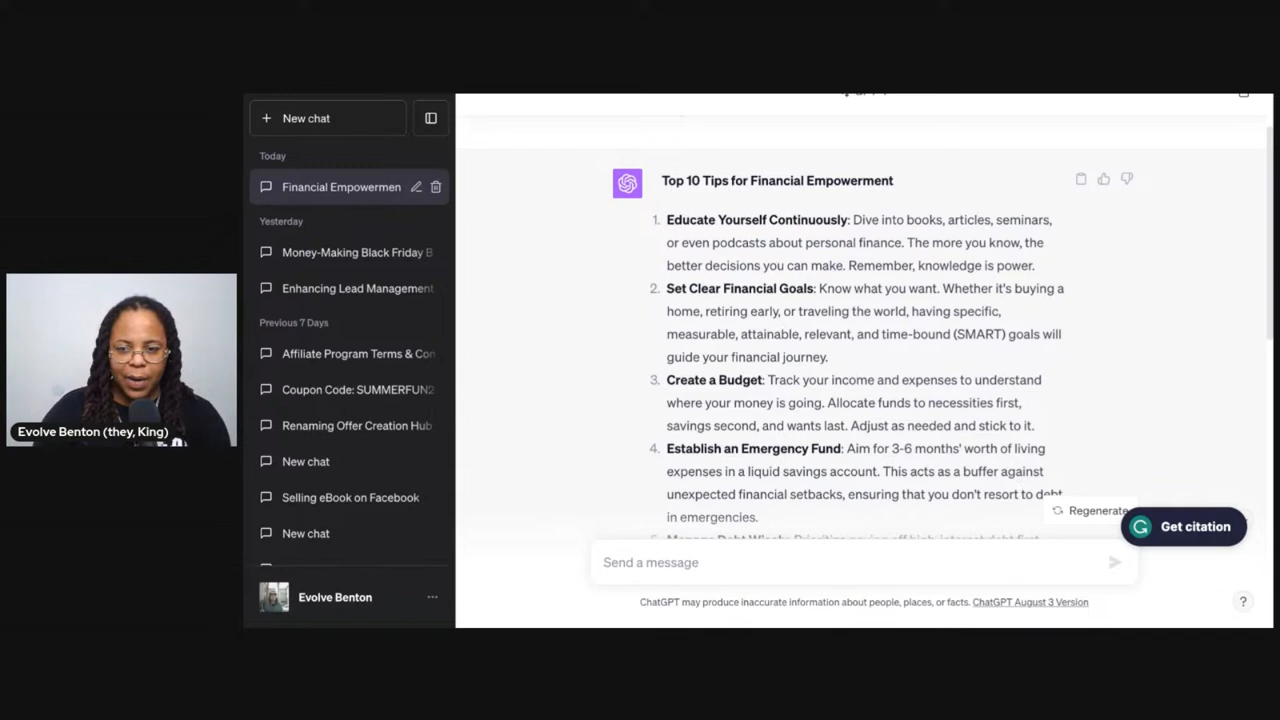 New chat
Today
Financial Empowermen
Yesterday
Money-Making Black Friday B
Enhancing Lead Management
Previous 7 Days
Affiliate Program Terms & Con
Coupon Code: SUMMERFUN2
Renaming Offer Creation Hub
New chat
Selling eBook on Facebook
New chat
Evolve Benton
Evolve Benton (they, King)
Top 10 Tips for Financial Empowerment
1. Educate Yourself Continuously: Dive into books, articles, seminars,
or even podcasts about personal finance. The more you know, the
better decisions you can make. Remember, knowledge is power.
2. Set Clear Financial Goals: Know what you want. Whether it's buying a
home, retiring early, or traveling the world, having specific,
measurable, attainable, relevant, and time-bound (SMART) goals will
guide your financial journey.
3. Create a Budget: Track your income and expenses to understand
where your money is going. Allocate funds to necessities first,
savings second, and wants last. Adjust as needed and stick to it.
4. Establish an Emergency Fund: Aim for 3-6 months' worth of living
expenses in a liquid savings account. This acts as a buffer against
unexpected financial setbacks, ensuring that you don't resort to debt
in emergencies.
Regenerate
Get citation
Send a message
ChatGPT may produce inaccurate information about people, places, or facts. ChatGPT August 3 Version
?